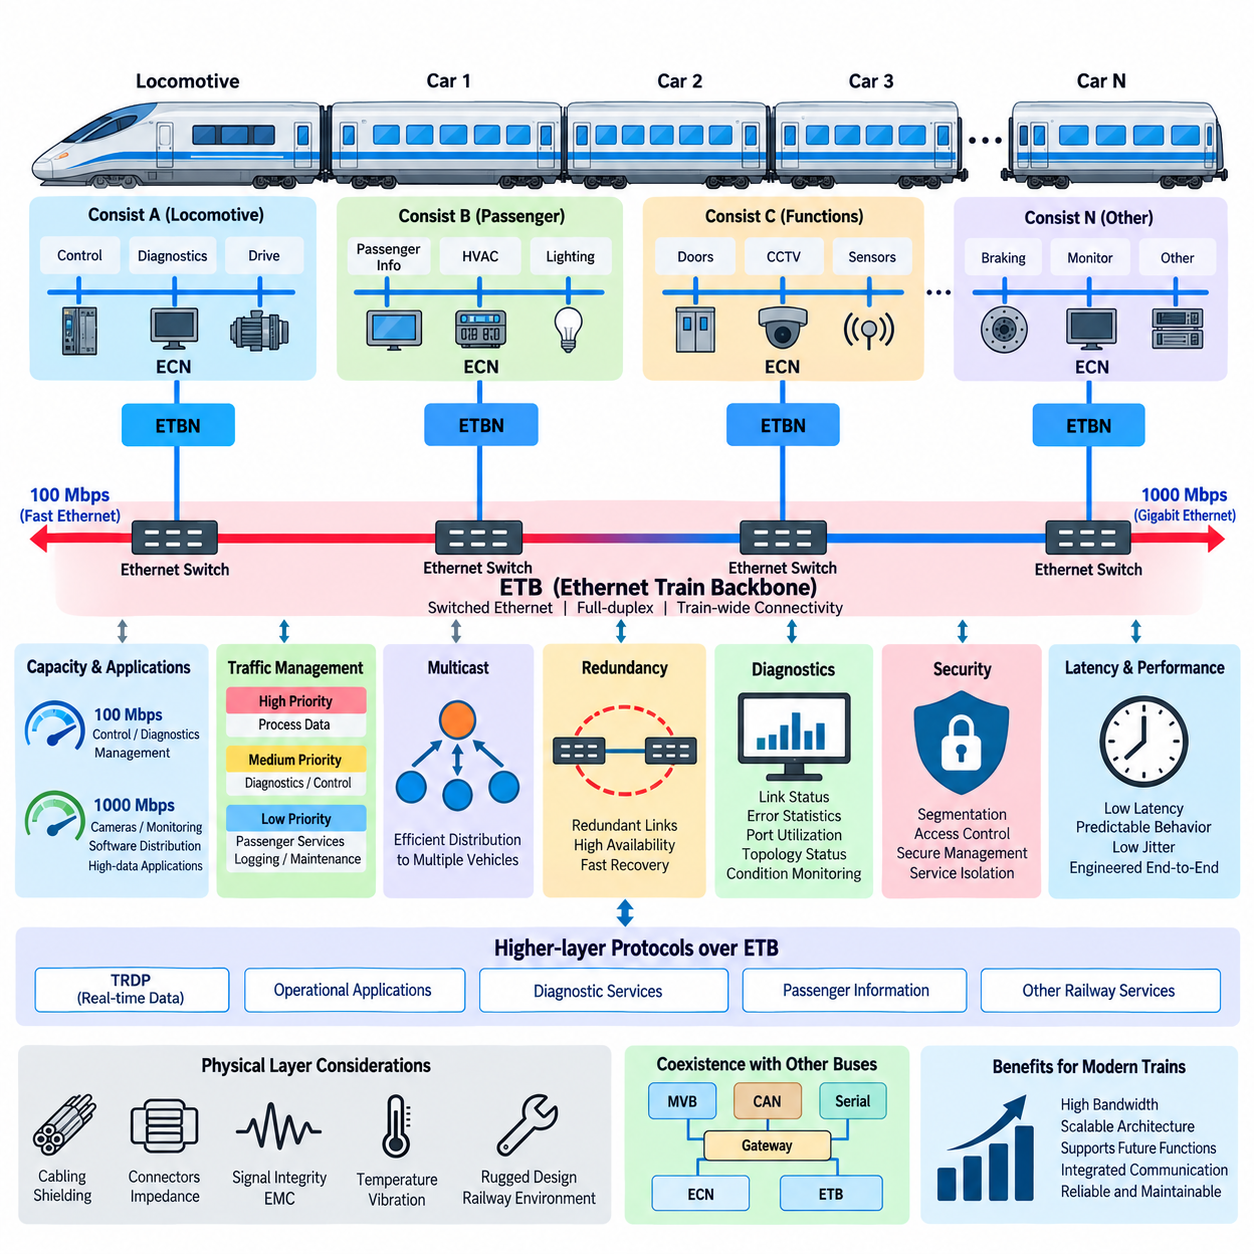 Locomotive
Car 1
Car 2
Car 3
Car N
Consist A (Locomotive)
Control
Diagnostics
Drive
ECN
Consist B (Passenger)
Passenger
Info
HVAC
Lighting
ECN
Consist C (Functions)
Doors
CCTV
Sensors
ECN
Consist N (Other)
Braking
Monitor
Other
ECN
ETBN
ETBN
ETBN
ETBN
100 Mbps
(Fast Ethernet)
1000 Mbps
(Gigabit Ethernet)
Ethernet Switch
Ethernet Switch
Ethernet Switch
Ethernet Switch
ETB (Ethernet Train Backbone)
Switched Ethernet | Full-duplex | Train-wide Connectivity
Capacity & Applications
100 Mbps
Control / Diagnostics
Management
1000 Mbps
Cameras / Monitoring
Software Distribution
High-data Applications
Traffic Management
High Priority
Process Data
Medium Priority
Diagnostics / Control
Low Priority
Passenger Services
Logging / Maintenance
Multicast
Efficient Distribution
to Multiple Vehicles
Redundancy
Redundant Links
High Availability
Fast Recovery
Diagnostics
Link Status
Error Statistics
Port Utilization
Topology Status
Condition Monitoring
Security
Segmentation
Access Control
Secure Management
Service Isolation
Latency & Performance
Low Latency
Predictable Behavior
Low Jitter
Engineered End-to-End
Higher-layer Protocols over ETB
TRDP
(Real-time Data)
Operational Applications
Diagnostic Services
Passenger Information
Other Railway Services
Physical Layer Considerations
Cabling
Shielding
Connectors
Impedance
Signal Integrity
EMC
Temperature
Vibration
Rugged Design
Railway Environment
Coexistence with Other Buses
MVB
CAN
Serial
Gateway
ECN
ETB
Benefits for Modern Trains
High Bandwidth
Scalable Architecture
Supports Future Functions
Integrated Communication
Reliable and Maintainable